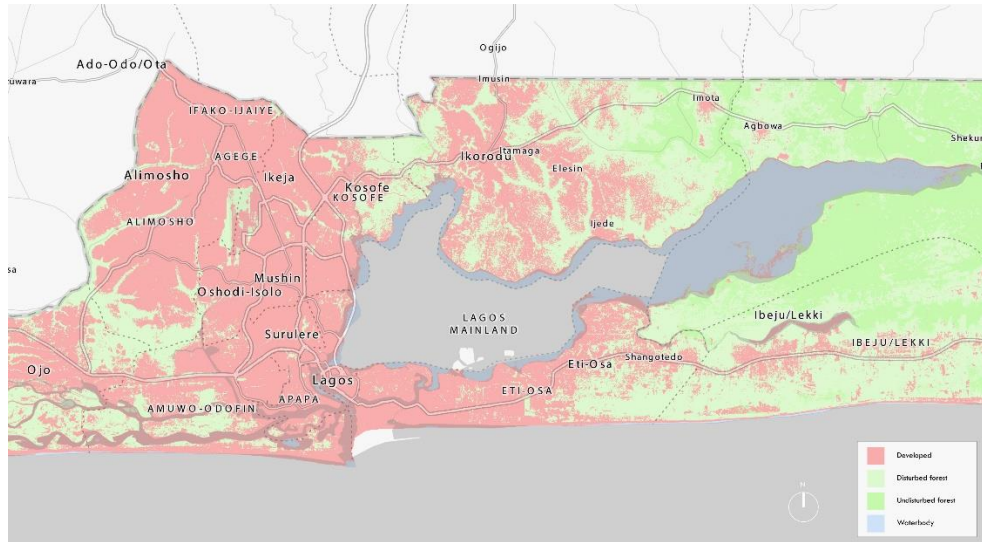 Ogijo
Ado-Odo/Ota
Imusin
Imota
IFAKO-IJAIYE
Agbowa
Sheku
AGEGE
Ikorodu
Itamaga
Alimosho
Ikeja
Elesin
Kosofe
KOSOFE
ALIMOSHO
Ijede
Mushin
Oshodi-Isolo
LAGOS
MAINLAND
Ibeju/Lekki
Surulere
IBEJU/LEKKI
Shangotedo
Eti-Osa
Ojo
Lagos
ETI-OSA
APAPA
AMUWO-ODOFIN
Developed
Disturbed forest
Undisturbed forest
Waterbody
N